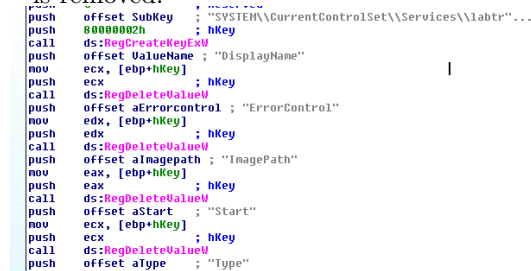 is removed.
push 0 ; Reserved
push offset SubKey ; "SYSTEM\\CurrentControlSet\\Services\\labtr"...
push 80000002h ; hKey
call ds:RegCreateKeyExW
push offset ValueName ; "DisplayName"
mov ecx, [ebp+hKey]
push ecx ; hKey
call ds:RegDeleteValueW
push offset aErrorcontrol ; "ErrorControl"
mov edx, [ebp+hKey]
push edx ; hKey
call ds:RegDeleteValueW
push offset aImagepath ; "ImagePath"
mov eax, [ebp+hKey]
push eax ; hKey
call ds:RegDeleteValueW
push offset aStart ; "Start"
mov ecx, [ebp+hKey]
push ecx ; hKey
call ds:RegDeleteValueW
push offset aType ; "Type"